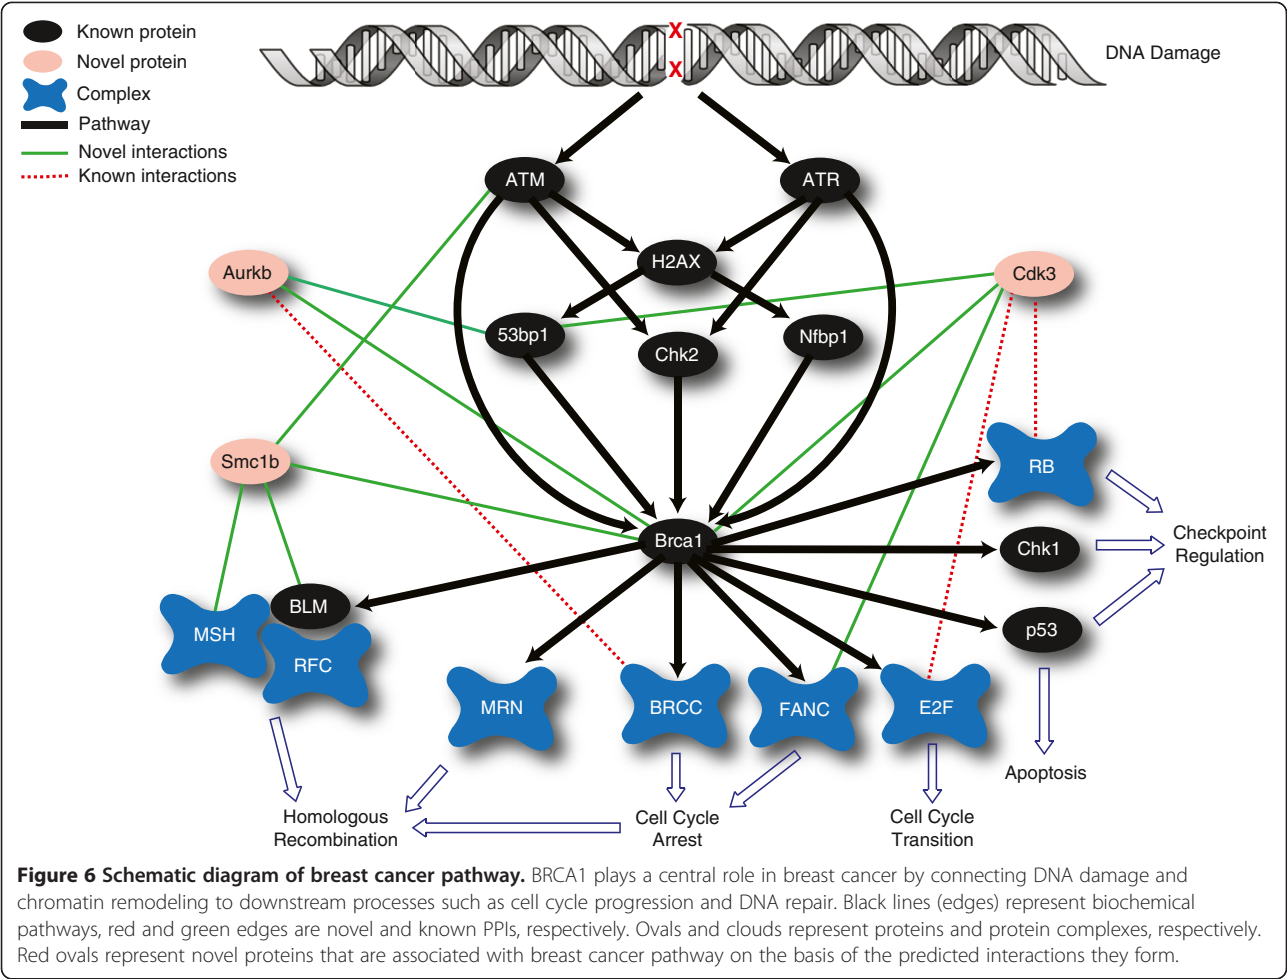 Known protein
Novel protein
Complex
Pathway
Novel interactions
Known interactions
X
X
DNA Damage
ATM
ATR
H2AX
Aurkb
Cdk3
53bp1
Chk2
Nfbp1
Smc1b
RB
Brca1
Chk1
Checkpoint
Regulation
BLM
MSH
RFC
p53
MRN
BRCC
FANC
E2F
Apoptosis
Homologous
Recombination
Cell Cycle
Arrest
Cell Cycle
Transition
Figure 6 Schematic diagram of breast cancer pathway. BRCA1 plays a central role in breast cancer by connecting DNA damage and
chromatin remodeling to downstream processes such as cell cycle progression and DNA repair. Black lines (edges) represent biochemical
pathways, red and green edges are novel and known PPIs, respectively. Ovals and clouds represent proteins and protein complexes, respectively.
Red ovals represent novel proteins that are associated with breast cancer pathway on the basis of the predicted interactions they form.